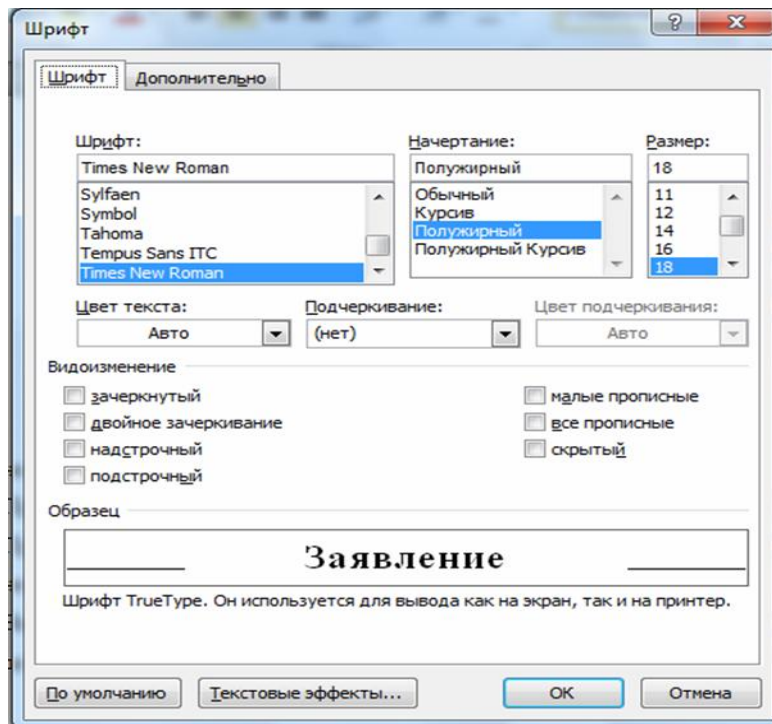 Шрифт
Шрифт Дополнительно
Шрифт: Начертание: Размер:
Times New Roman Полужирный 18
Sylfaen Обычный 11
Symbol Курсив 12
Tahoma Полужирный 14
Tempus Sans ITC Полужирный Курсив 16
Times New Roman 18
Цвет текста: Подчеркивание: Цвет подчеркивания:
Авто (нет) Авто
Видоизменение
зачеркнутый малые прописные
двойное зачеркивание все прописные
надстрочный скрытый
подстрочный
Образец
Заявление
Шрифт TrueType. Он используется для вывода как на экран, так и на принтер.
По умолчанию Текстовые эффекты... ОК Отмена